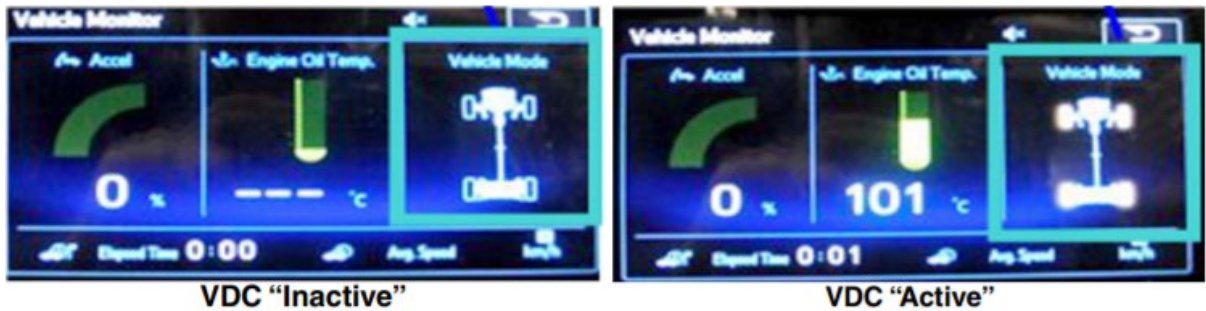 Vehicle Monitor
Accel
Engine Oil Temp.
Vehicle Mode
0 %
--- °C
Elapsed Time 0:00
Avg. Speed
km/h
VDC “Inactive”
Vehicle Monitor
Accel
Engine Oil Temp.
Vehicle Mode
0 %
101 °C
Elapsed Time 0:01
Avg. Speed
km/h
VDC “Active”